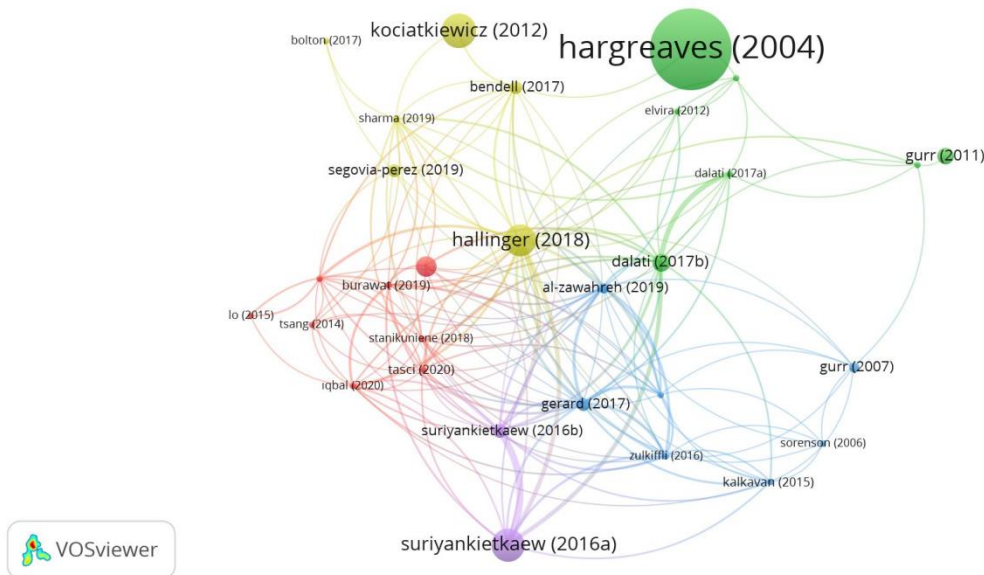 kociatkiewicz (2012)
bolton (2017)
hargreaves (2004)
bendell (2017)
elvira (2012)
sharma (2019)
gurr (2011)
segovia-perez (2019)
dalati (2017a)
hallinger (2018)
dalati (2017b)
burawat (2019)
al-zawahreh (2019)
lo (2015)
tsang (2014)
stanikuniene (2018)
tasci (2020)
gurr (2007)
iqbal (2020)
gerard (2017)
suriyankietkaew (2016b)
sorenson (2006)
zulkiffli (2016)
kalkavan (2015)
suriyankietkaew (2016a)
VOSviewer